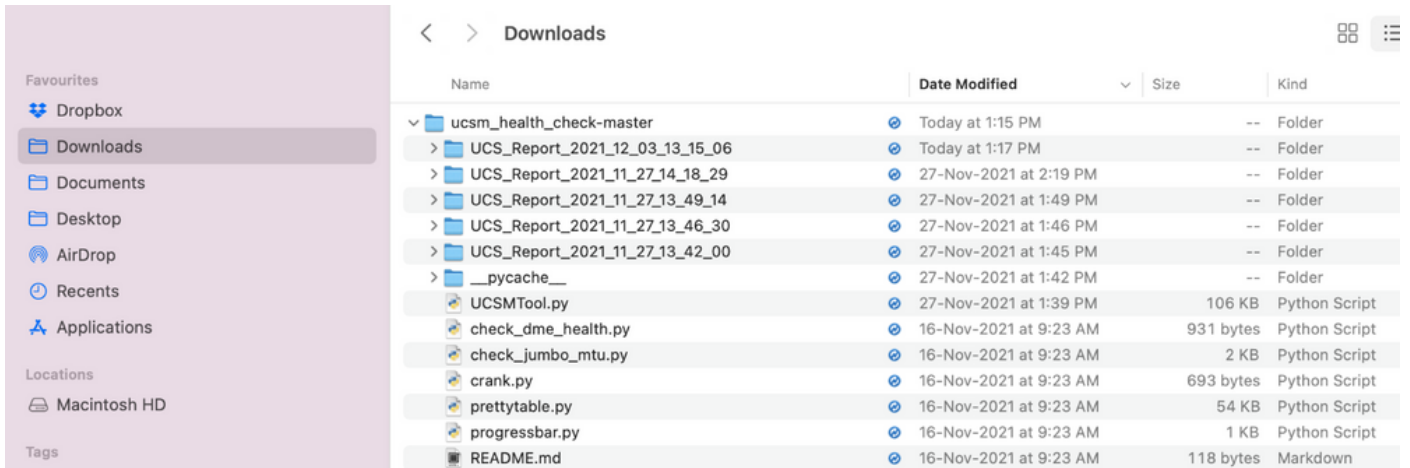 Downloads
Favourites
Dropbox
Downloads
Documents
Desktop
AirDrop
Recents
Applications
Locations
Macintosh HD
Tags
Name Date Modified Size Kind
ucsm_health_check-master Today at 1:15 PM -- Folder
UCS_Report_2021_12_03_13_15_06 Today at 1:17 PM -- Folder
UCS_Report_2021_11_27_14_18_29 27-Nov-2021 at 2:19 PM -- Folder
UCS_Report_2021_11_27_13_49_14 27-Nov-2021 at 1:49 PM -- Folder
UCS_Report_2021_11_27_13_46_30 27-Nov-2021 at 1:46 PM -- Folder
UCS_Report_2021_11_27_13_42_00 27-Nov-2021 at 1:45 PM -- Folder
__pycache__ 27-Nov-2021 at 1:42 PM -- Folder
UCSMTool.py 27-Nov-2021 at 1:39 PM 106 KB Python Script
check_dme_health.py 16-Nov-2021 at 9:23 AM 931 bytes Python Script
check_jumbo_mtu.py 16-Nov-2021 at 9:23 AM 2 KB Python Script
crank.py 16-Nov-2021 at 9:23 AM 693 bytes Python Script
prettytable.py 16-Nov-2021 at 9:23 AM 54 KB Python Script
progressbar.py 16-Nov-2021 at 9:23 AM 1 KB Python Script
README.md 16-Nov-2021 at 9:23 AM 118 bytes Markdown